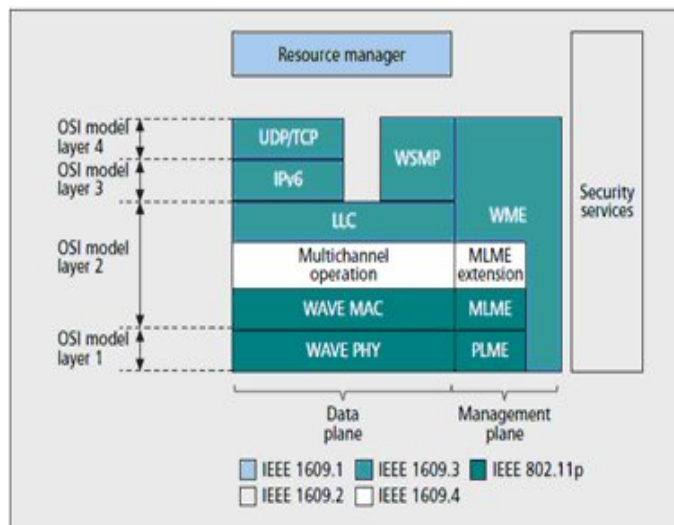 Resource manager
OSI model
layer 4
UDP/TCP
WSMP
OSI model
layer 3
IPv6
Security
services
LLC
WME
OSI model
layer 2
Multichannel
operation
MLME
extension
WAVE MAC
MLME
OSI model
layer 1
WAVE PHY
PLME
Data
plane
Management
plane
IEEE 1609.1
IEEE 1609.3
IEEE 802.11p
IEEE 1609.2
IEEE 1609.4